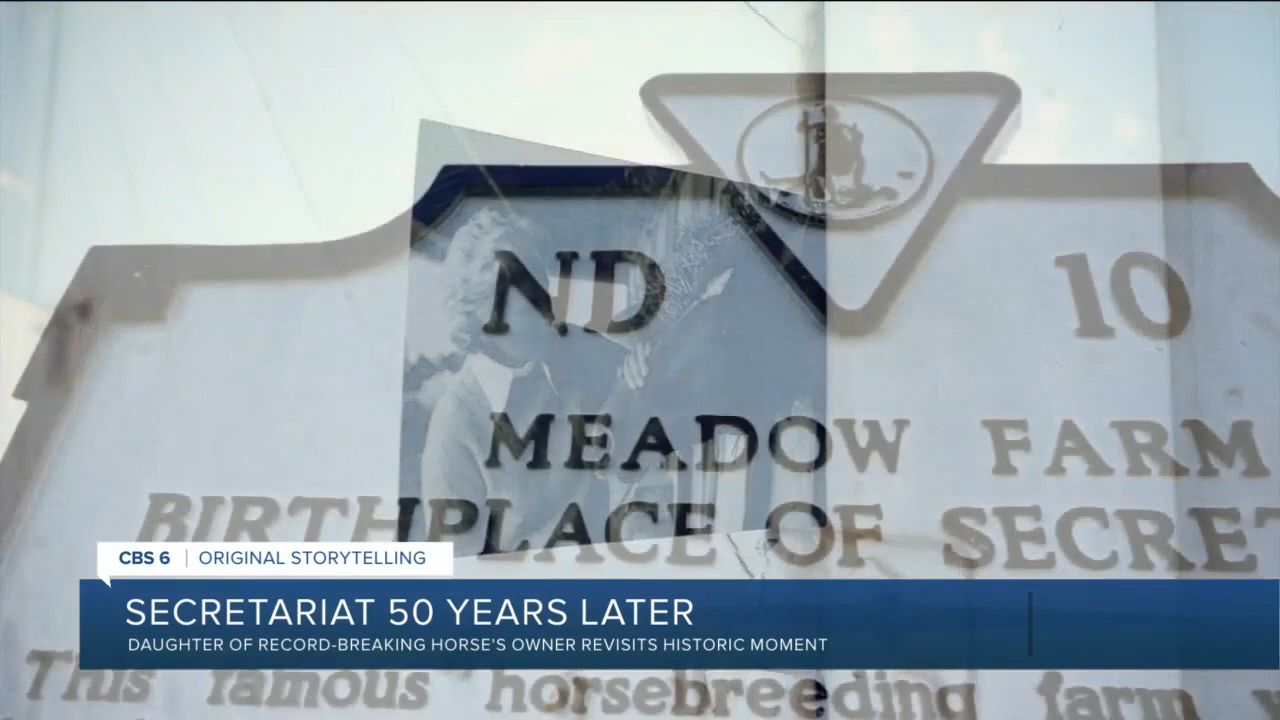 ND 10
MEADOW FARM
BIRTHPLACE OF SECRET
CBS 6 | ORIGINAL STORYTELLING
SECRETARIAT 50 YEARS LATER
DAUGHTER OF RECORD-BREAKING HORSE'S OWNER REVISITS HISTORIC MOMENT
This famous horsebreeding farm